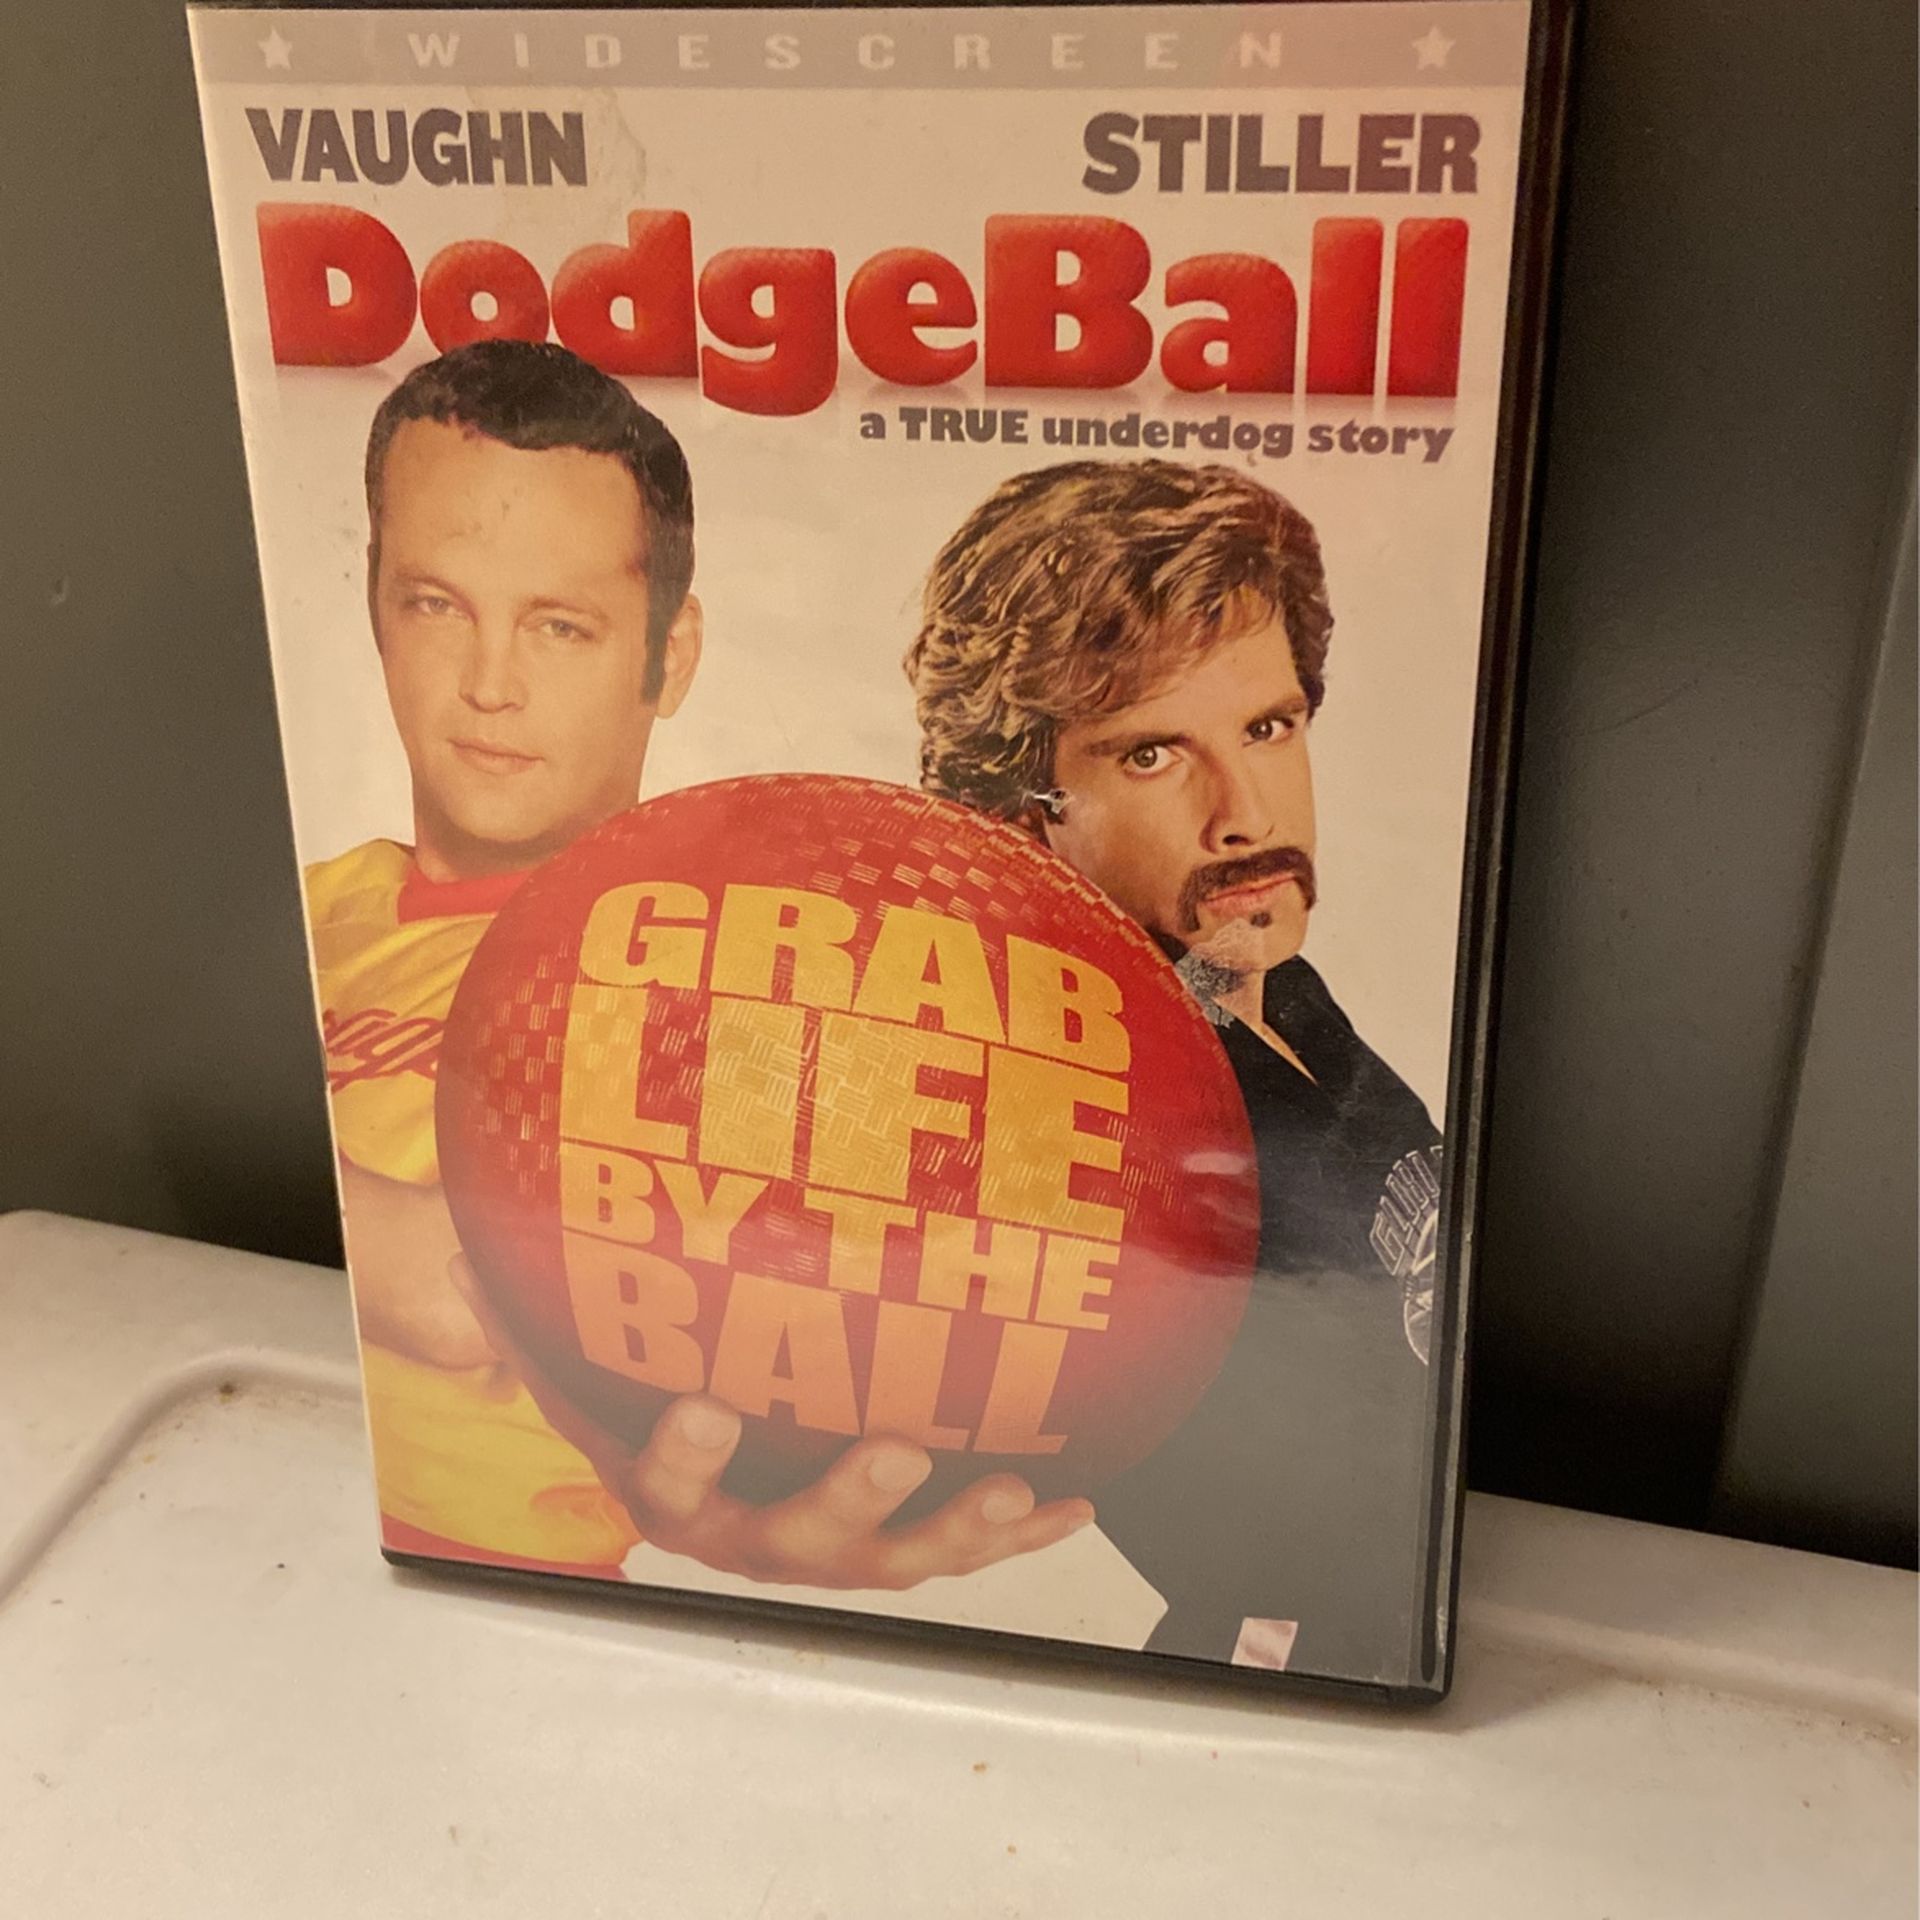 WIDESCREEN
VAUGHN STILLER
DodgeBall
a TRUE underdog story
GRAB
LIFE
BY THE
BALL